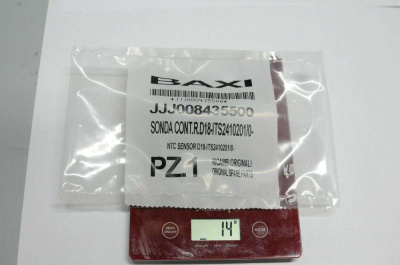 BAXI
*JJJ008435500*
JJJ008435500
SONDA CONT.R.D18-ITS2410201/0-
NTC SENSOR D18-ITS2410201/0-
PZ.1
RICAMBI ORIGINALI
ORIGINAL SPARE PARTS
14